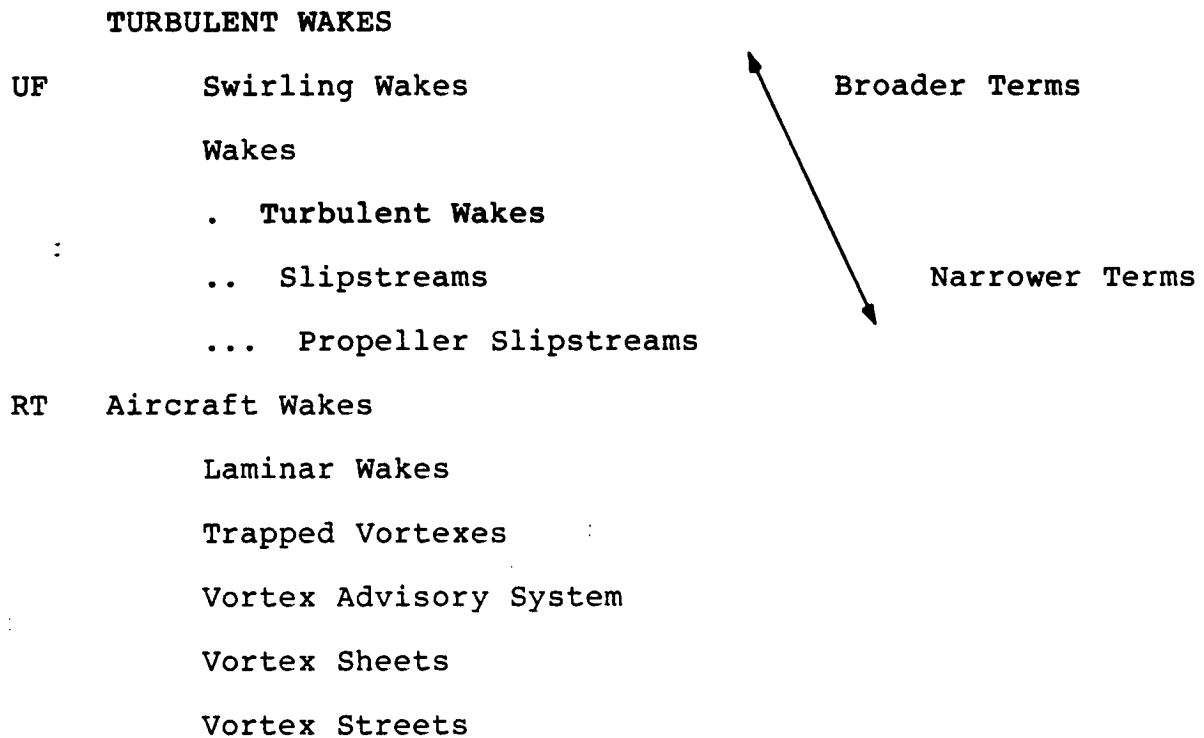 TURBULENT WAKES
UF Swirling Wakes Broader Terms
Wakes
. Turbulent Wakes
.. Slipstreams Narrower Terms
... Propeller Slipstreams
RT Aircraft Wakes
Laminar Wakes
Trapped Vortexes
Vortex Advisory System
Vortex Sheets
Vortex Streets